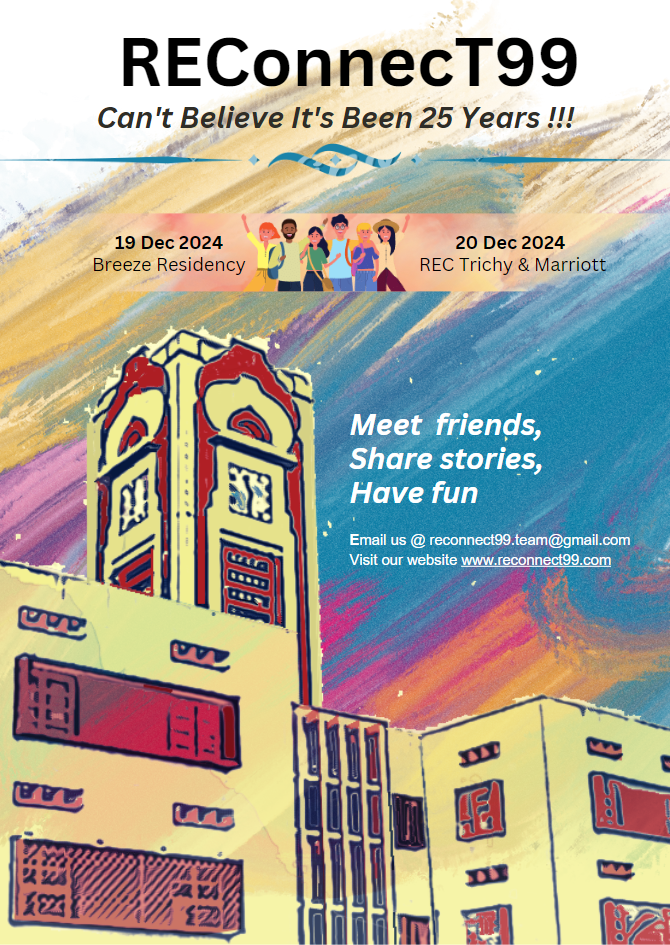 REConnecT99
Can't Believe It's Been 25 Years !!!
19 Dec 2024
Breeze Residency
20 Dec 2024
REC Trichy & Marriott
Meet friends,
Share stories,
Have fun
Email us @ reconnect99.team@gmail.com
Visit our website www.reconnect99.com